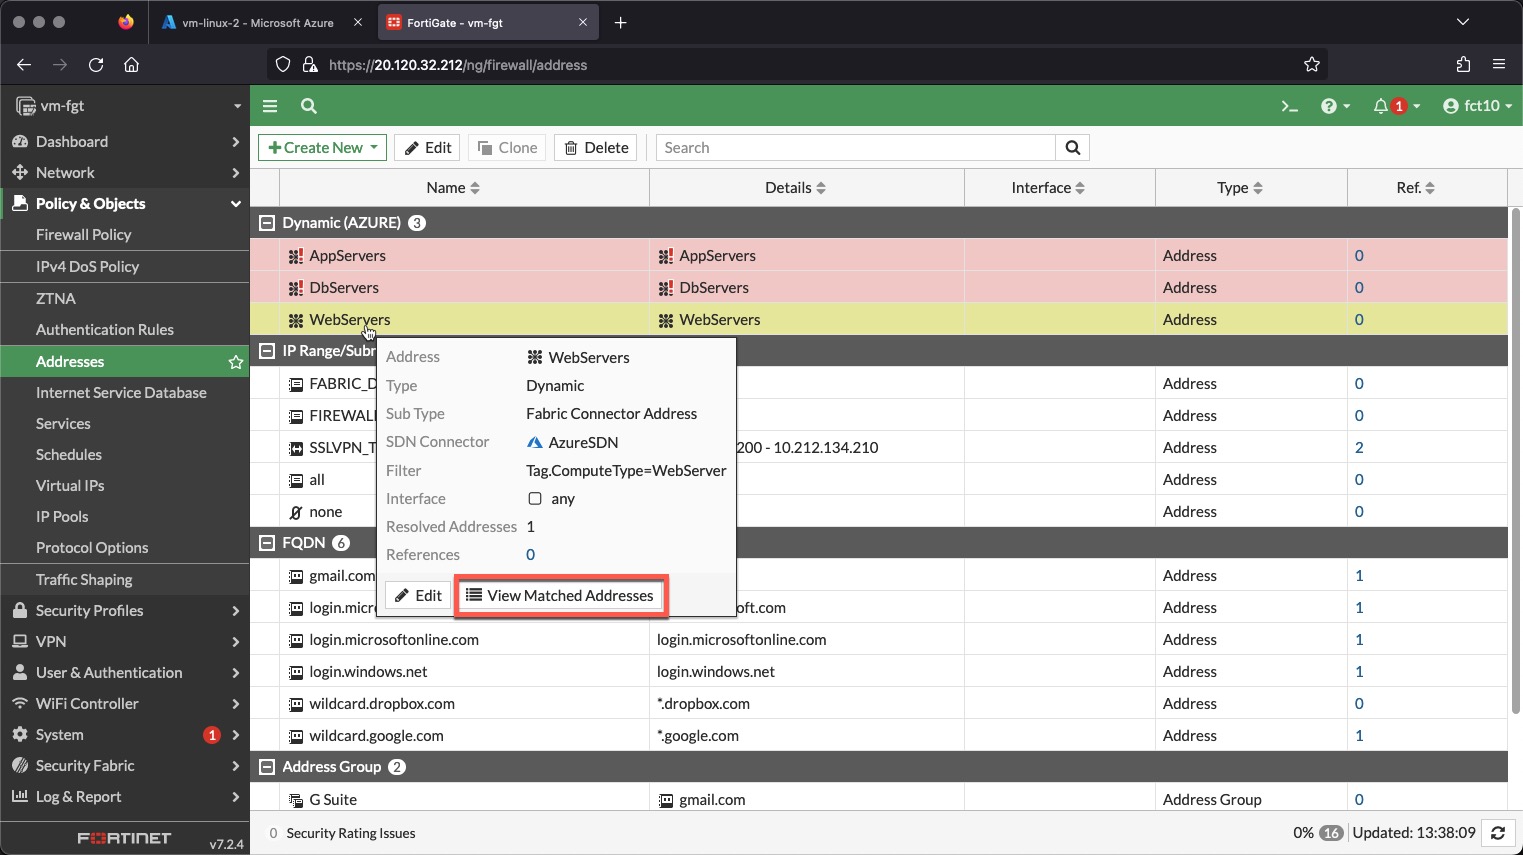 vm-linux-2 - Microsoft Azure
FortiGate - vm-fgt
https://20.120.32.212/ng/firewall/address
vm-fgt
1
fct10
Dashboard
Network
Policy & Objects
Firewall Policy
IPv4 DoS Policy
ZTNA
Authentication Rules
Addresses
Internet Service Database
Services
Schedules
Virtual IPs
IP Pools
Protocol Options
Traffic Shaping
Security Profiles
VPN
User & Authentication
WiFi Controller
System 1
Security Fabric
Log & Report
FORTINET v7.2.4
Create New Edit Clone Delete Search
Name Details Interface Type Ref.
Dynamic (AZURE) 3
AppServers AppServers Address 0
DbServers DbServers Address 0
WebServers WebServers Address 0
IP Range/Subn
FABRIC_D Address 0
FIREWALL Address 0
SSLVPN_T 200 - 10.212.134.210 Address 2
all Address 0
none Address 0
FQDN 6
gmail.com Address 1
login.micr oft.com Address 1
login.microsoftonline.com login.microsoftonline.com Address 1
login.windows.net login.windows.net Address 1
wildcard.dropbox.com *.dropbox.com Address 0
wildcard.google.com *.google.com Address 1
Address Group 2
G Suite gmail.com Address Group 0
Address WebServers
Type Dynamic
Sub Type Fabric Connector Address
SDN Connector AzureSDN
Filter Tag.ComputeType=WebServer
Interface any
Resolved Addresses 1
References 0
Edit View Matched Addresses
0 Security Rating Issues
0% 16 Updated: 13:38:09